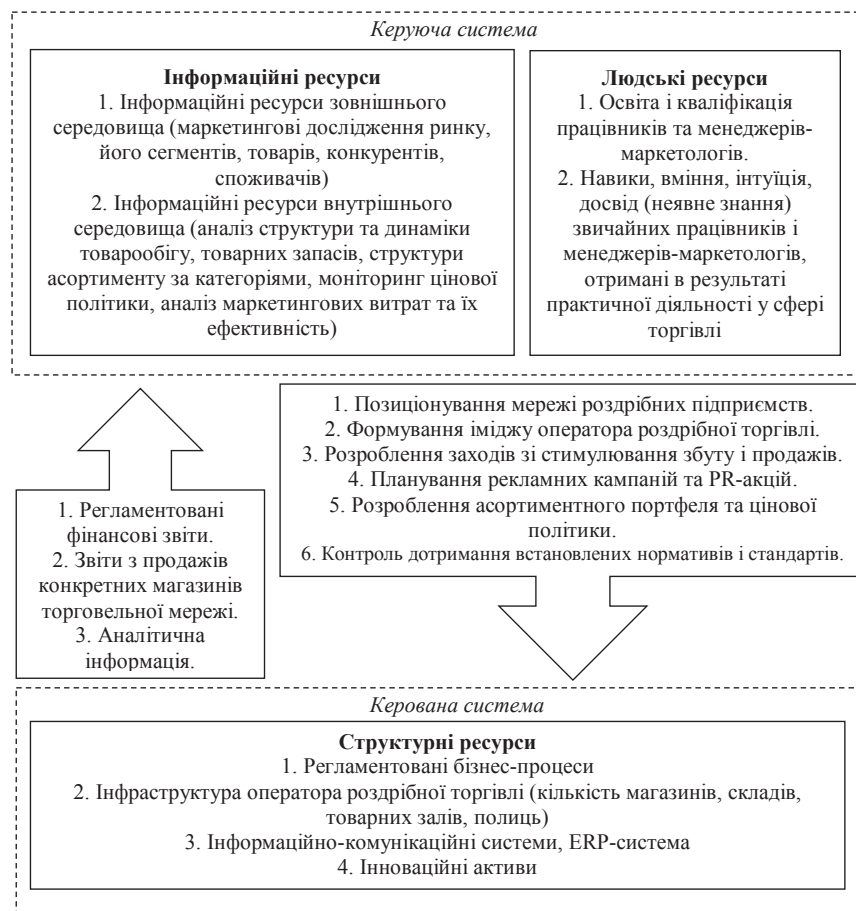 Керуюча система
Інформаційні ресурси
1. Інформаційні ресурси зовнішнього
середовища (маркетингові дослідження ринку,
його сегментів, товарів, конкурентів,
споживачів)
2. Інформаційні ресурси внутрішнього
середовища (аналіз структури та динаміки
товарообігу, товарних запасів, структури
асортименту за категоріями, моніторинг цінової
політики, аналіз маркетингових витрат та їх
ефективність)
Людські ресурси
1. Освіта і кваліфікація
працівників та менеджерів-
маркетологів.
2. Навики, вміння, інтуїція,
досвід (неявне знання)
звичайних працівників і
менеджерів-маркетологів,
отримані в результаті
практичної діяльності у сфері
торгівлі
1. Регламентовані
фінансові звіти.
2. Звіти з продажів
конкретних магазинів
торговельної мережі.
3. Аналітична
інформація.
1. Позиціонування мережі роздрібних підприємств.
2. Формування іміджу оператора роздрібної торгівлі.
3. Розроблення заходів зі стимулювання збуту і продажів.
4. Планування рекламних кампаній та PR-акцій.
5. Розроблення асортиментного портфеля та цінової
політики.
6. Контроль дотримання встановлених нормативів і стандартів.
Керована система
Структурні ресурси
1. Регламентовані бізнес-процеси
2. Інфраструктура оператора роздрібної торгівлі (кількість магазинів, складів,
товарних залів, полиць)
3. Інформаційно-комунікаційні системи, ERP-система
4. Інноваційні активи